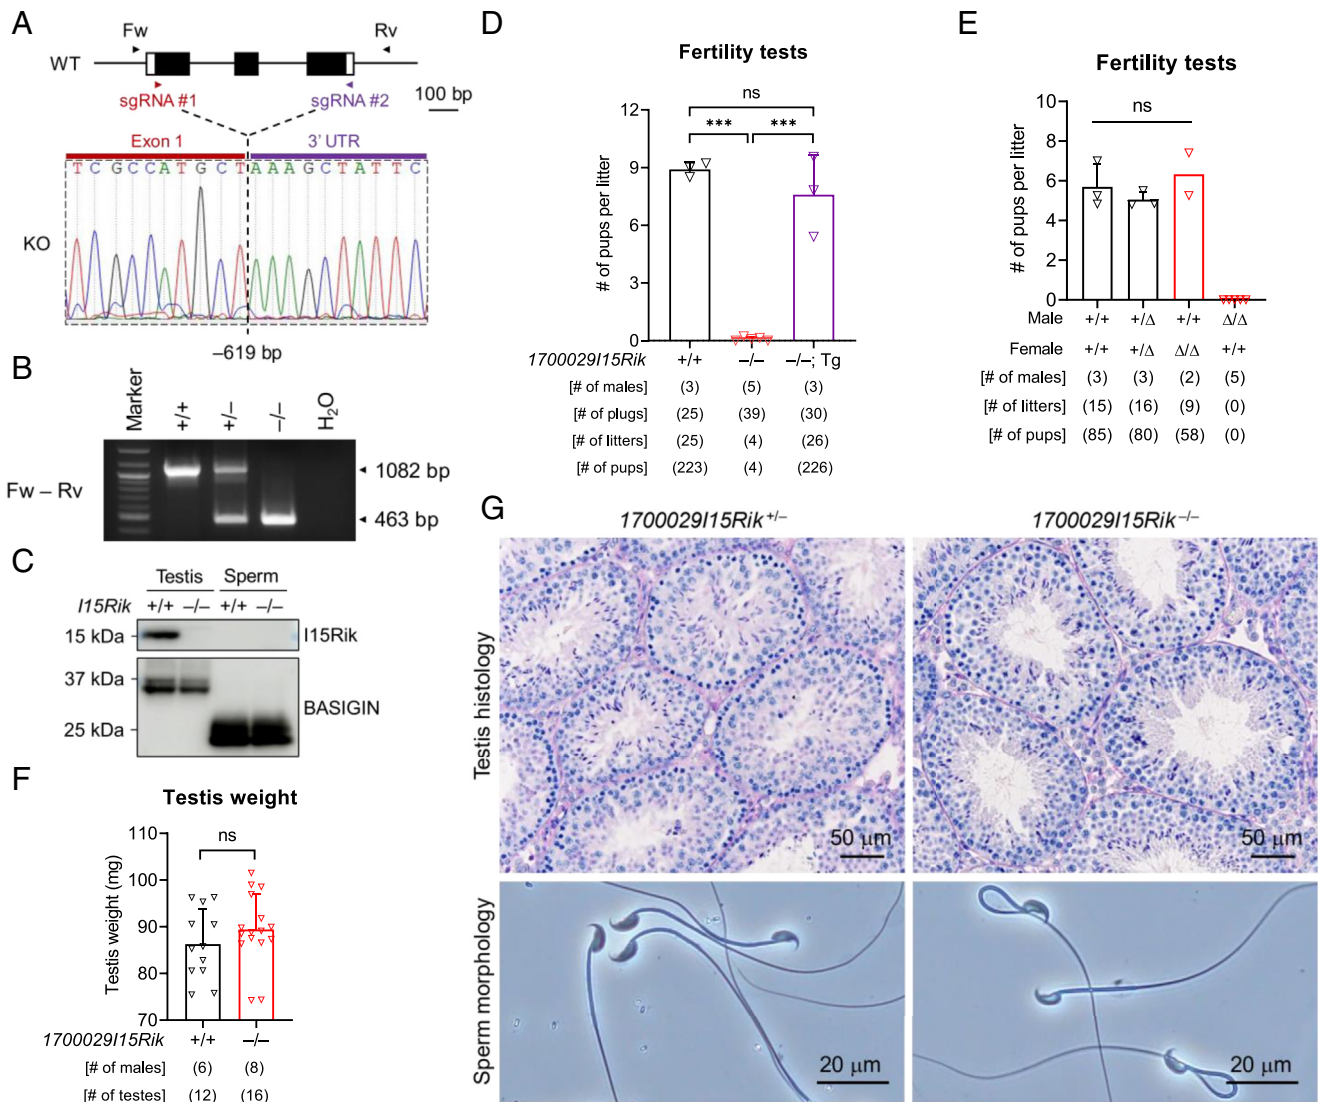 A
Fw
Rv
WT
sgRNA #1
sgRNA #2
100 bp
Exon 1
3' UTR
T C G C C A T G C T A A A G C T A T T C
KO
–619 bp
B
Marker
+/+
+/–
–/–
H2O
Fw – Rv
1082 bp
463 bp
C
Testis Sperm
I15Rik +/+ –/– +/+ –/–
15 kDa
I15Rik
37 kDa
BASIGIN
25 kDa
D
Fertility tests
ns
*** ***
# of pups per litter
12
9
6
3
0
1700029I15Rik +/+ –/– –/–; Tg
[# of males] (3) (5) (3)
[# of plugs] (25) (39) (30)
[# of litters] (25) (4) (26)
[# of pups] (223) (4) (226)
E
Fertility tests
ns
# of pups per litter
10
8
6
4
2
0
Male +/+ +/Δ +/+ Δ/Δ
Female +/+ +/Δ Δ/Δ +/+
[# of males] (3) (3) (2) (5)
[# of litters] (15) (16) (9) (0)
[# of pups] (85) (80) (58) (0)
F
Testis weight
ns
Testis weight (mg)
110
100
90
80
70
1700029I15Rik +/+ –/–
[# of males] (6) (8)
[# of testes] (12) (16)
G
1700029I15Rik+/–
1700029I15Rik–/–
Testis histology
50 μm
50 μm
Sperm morphology
20 μm
20 μm